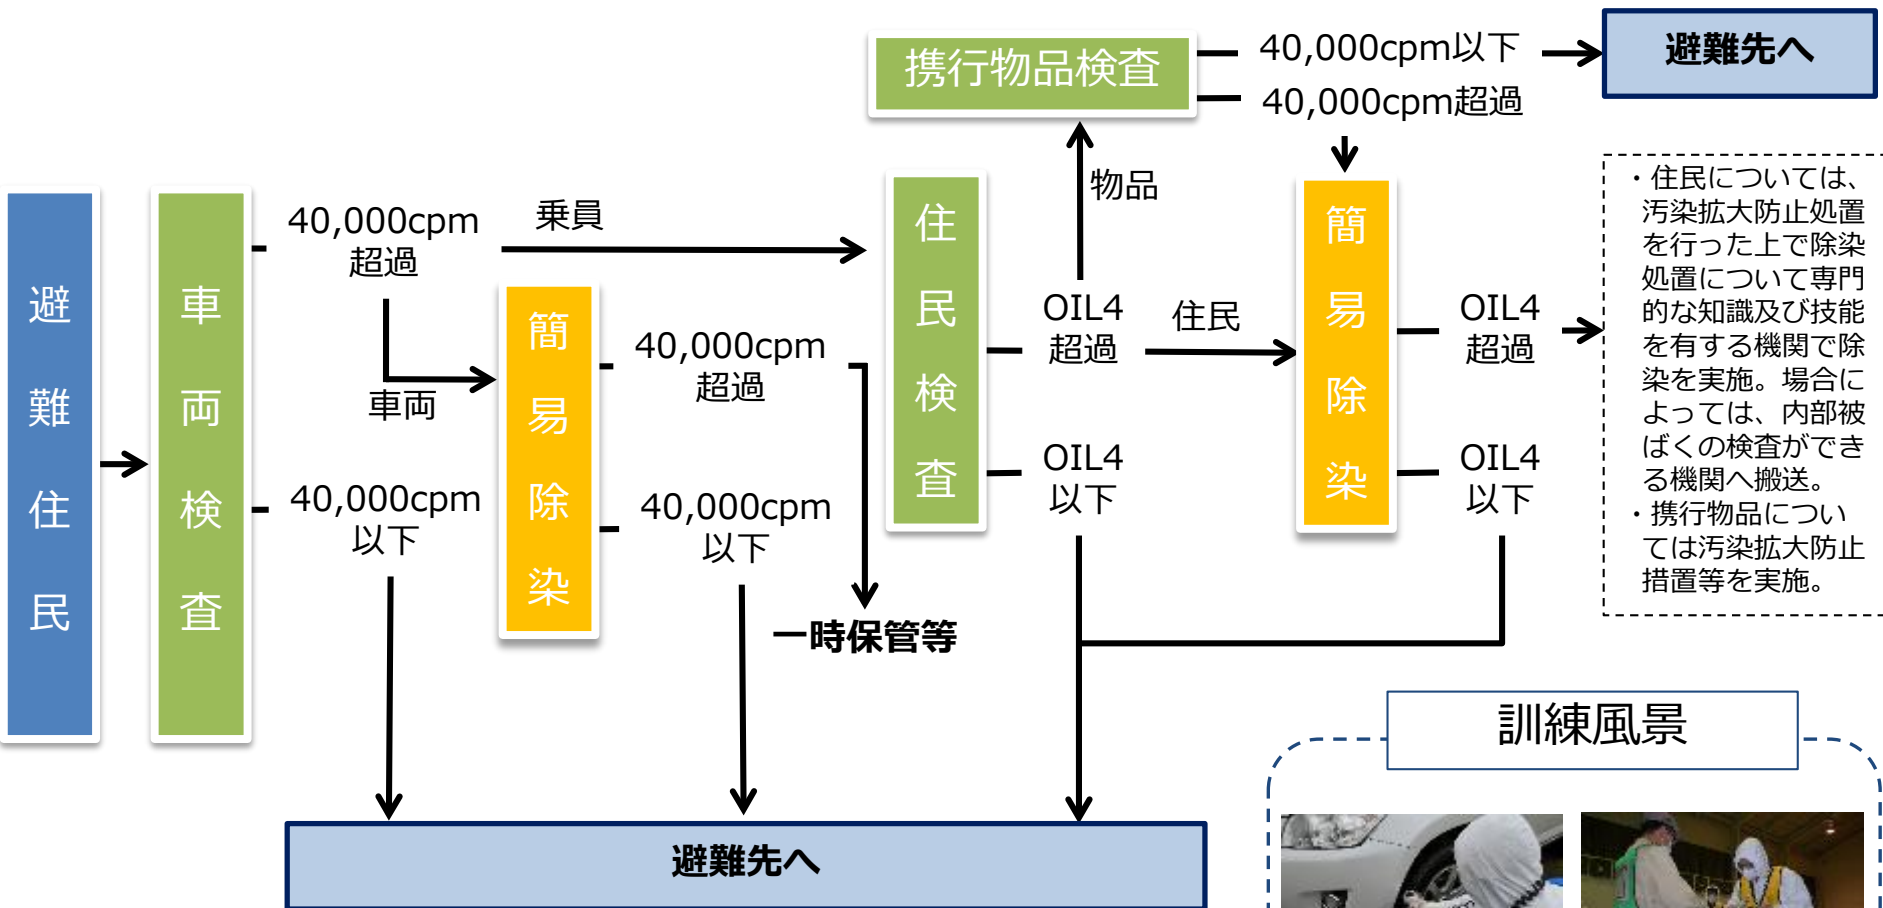 避難住民
車両検査
40,000cpm
超過
乗員
車両
40,000cpm
以下
簡易除染
40,000cpm
超過
40,000cpm
以下
一時保管等
住民検査
物品
携行物品検査
40,000cpm以下
40,000cpm超過
避難先へ
OIL4
超過
住民
OIL4
以下
簡易除染
OIL4
超過
OIL4
以下
・住民については、
汚染拡大防止処置
を行った上で除染
処置について専門
的な知識及び技能
を有する機関で除
染を実施。場合に
よっては、内部被
ばくの検査ができ
る機関へ搬送。
・携行物品につい
ては汚染拡大防止
措置等を実施。
避難先へ
訓練風景